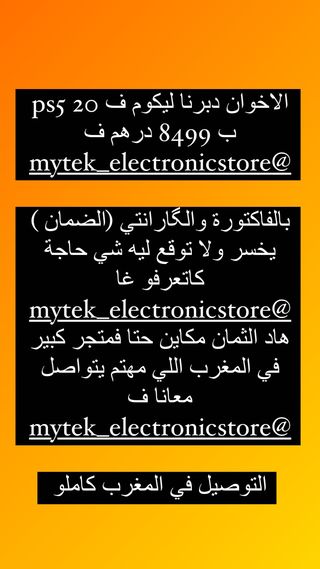 الاخوان دبرنا ليكوم ف 20 ps5
ب 8499 درهم ف
@mytek_electronicstore
بالفاكتورة والگارانتي (الضمان )
يخسر ولا توقع ليه شي حاجة
كاتعرفو غا
@mytek_electronicstore
هاد الثمان مكاين حتا فمتجر كبير
في المغرب اللي مهتم يتواصل
معانا ف
@mytek_electronicstore
التوصيل في المغرب كاملو